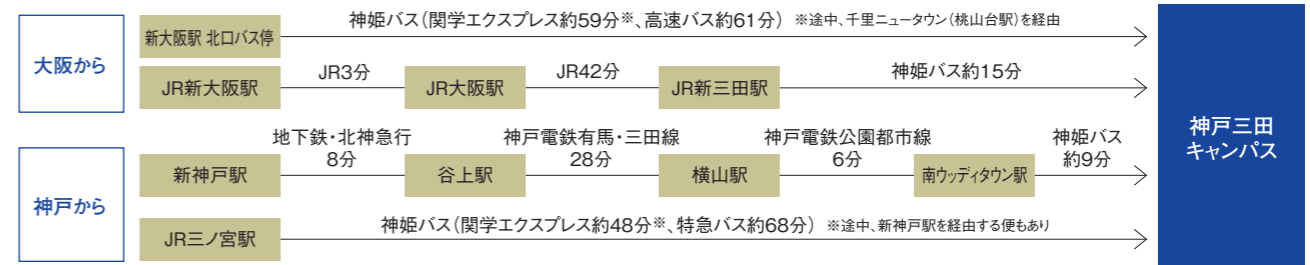 大阪から
新大阪駅 北口バス停
神姫バス(関学エクスプレス約59分※、高速バス約61分) ※途中、千里ニュータウン(桃山台駅)を経由
JR新大阪駅
JR3分
JR大阪駅
JR42分
JR新三田駅
神姫バス約15分
神戸から
新神戸駅
地下鉄・北神急行
8分
谷上駅
神戸電鉄有馬・三田線
28分
横山駅
神戸電鉄公園都市線
6分
南ウッディタウン駅
神姫バス
約9分
JR三ノ宮駅
神姫バス(関学エクスプレス約48分※、特急バス約68分) ※途中、新神戸駅を経由する便もあり
神戸三田
キャンパス